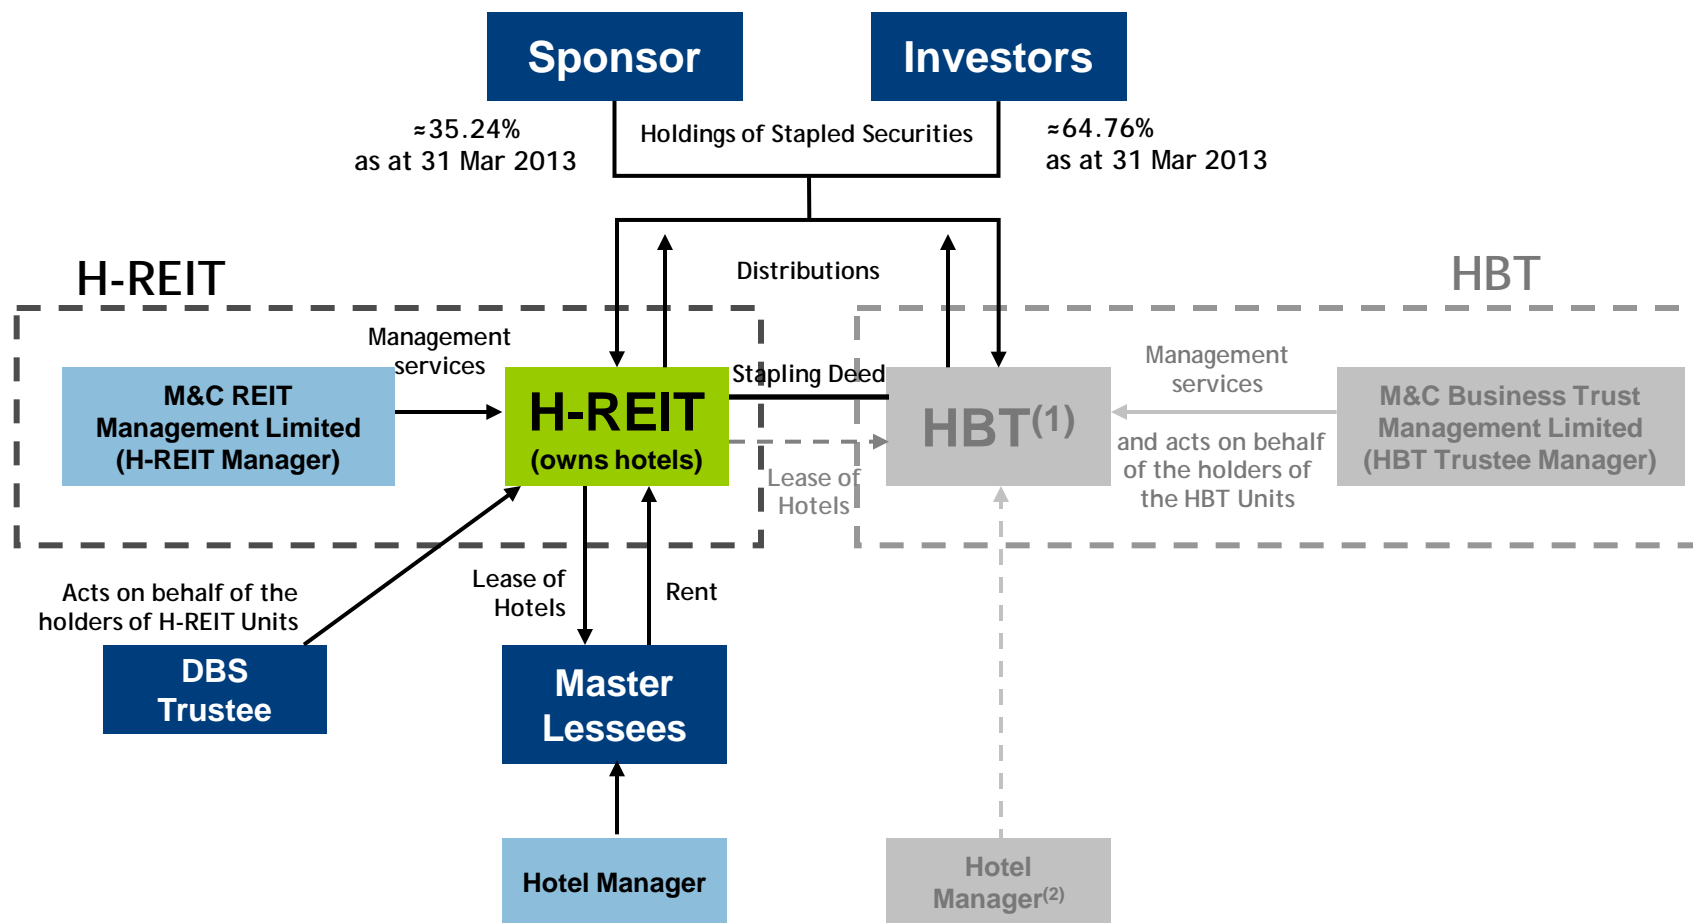 Sponsor
Investors
≈35.24%
as at 31 Mar 2013
Holdings of Stapled Securities
≈64.76%
as at 31 Mar 2013
H-REIT
Distributions
HBT
Management
services
M&C REIT
Management Limited
(H-REIT Manager)
H-REIT
(owns hotels)
Stapling Deed
HBT(1)
Lease of
Hotels
Management
services
and acts on behalf
of the holders of
the HBT Units
M&C Business Trust
Management Limited
(HBT Trustee Manager)
Acts on behalf of the
holders of H-REIT Units
Lease of
Hotels
Rent
DBS
Trustee
Master
Lessees
Hotel Manager
Hotel
Manager(2)